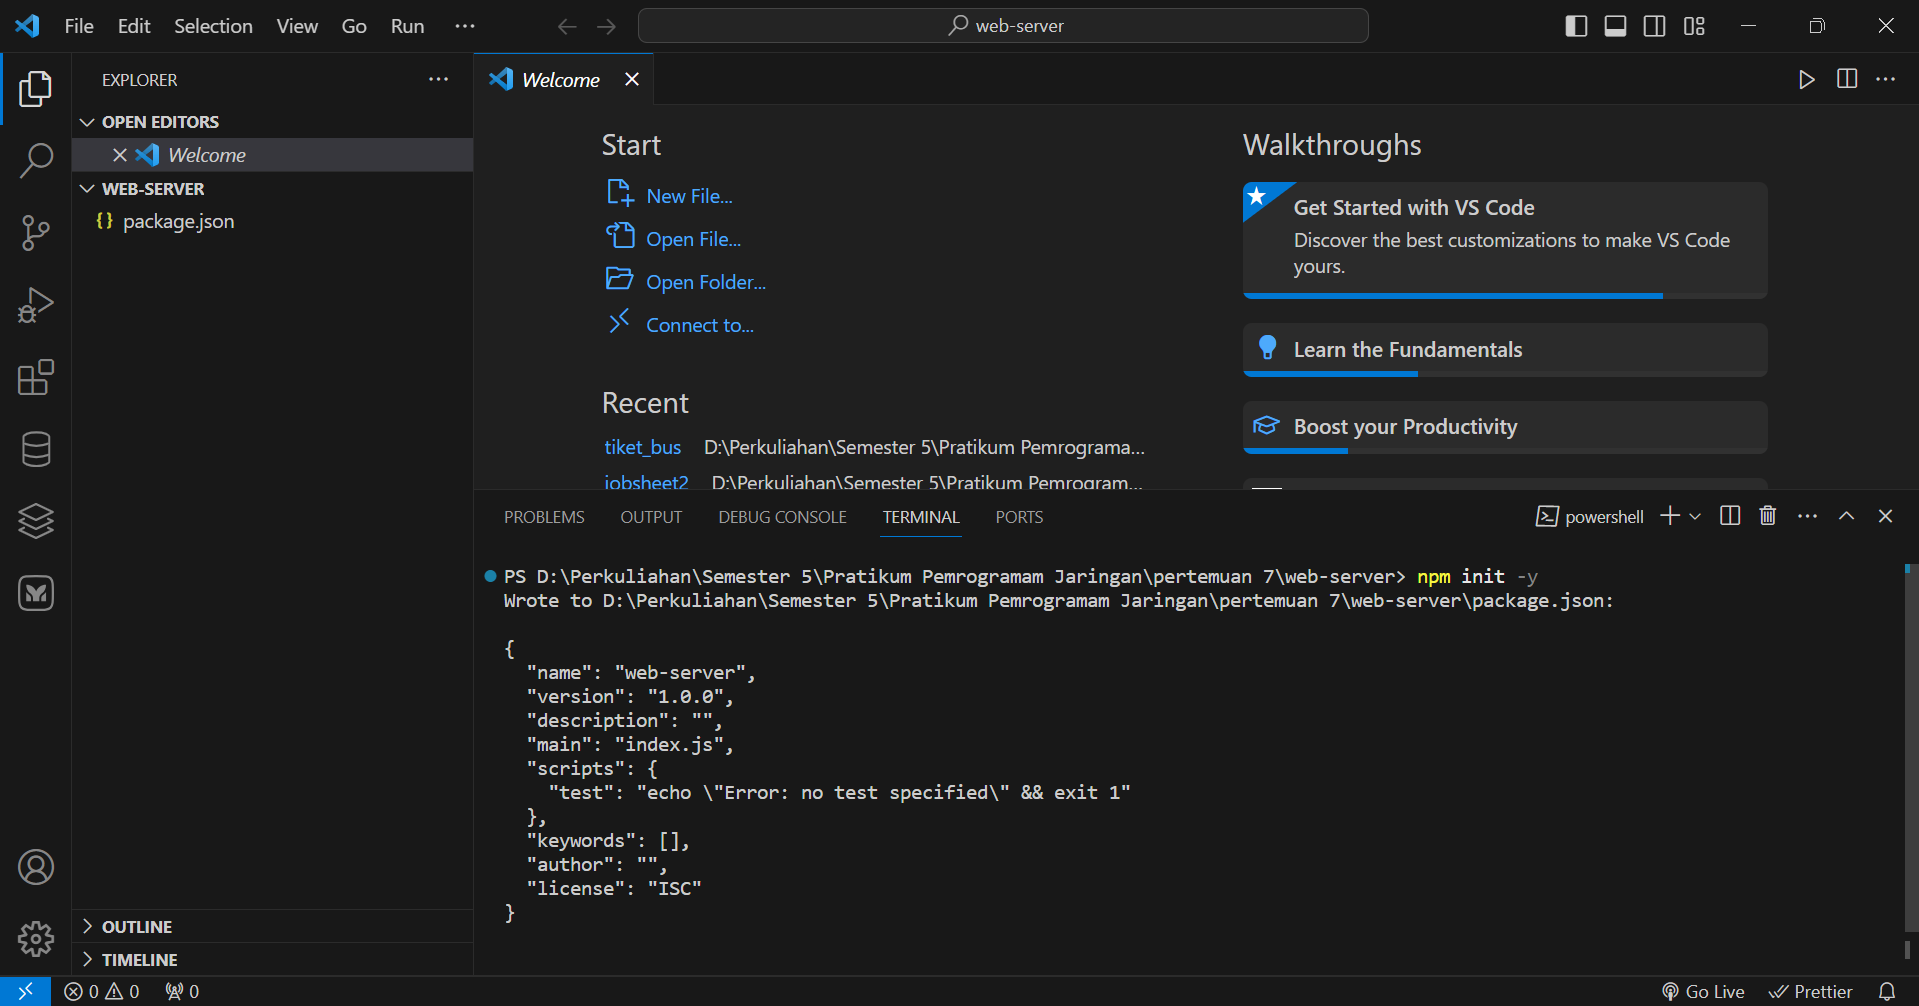 File Edit Selection View Go Run ···
web-server
EXPLORER ···
OPEN EDITORS
Welcome
WEB-SERVER
{} package.json
OUTLINE
TIMELINE
Welcome
Start
New File...
Open File...
Open Folder...
Connect to...
Recent
tiket_bus D:\Perkuliahan\Semester 5\Pratikum Pemrograma...
jobsheet2 D:\Perkuliahan\Semester 5\Pratikum Pemrogram...
Walkthroughs
Get Started with VS Code
Discover the best customizations to make VS Code
yours.
Learn the Fundamentals
Boost your Productivity
PROBLEMS OUTPUT DEBUG CONSOLE TERMINAL PORTS
powershell
PS D:\Perkuliahan\Semester 5\Pratikum Pemrogramam Jaringan\pertemuan 7\web-server> npm init -y
Wrote to D:\Perkuliahan\Semester 5\Pratikum Pemrogramam Jaringan\pertemuan 7\web-server\package.json:
{
"name": "web-server",
"version": "1.0.0",
"description": "",
"main": "index.js",
"scripts": {
"test": "echo \"Error: no test specified\" && exit 1"
},
"keywords": [],
"author": "",
"license": "ISC"
}
0 0 0
Go Live Prettier